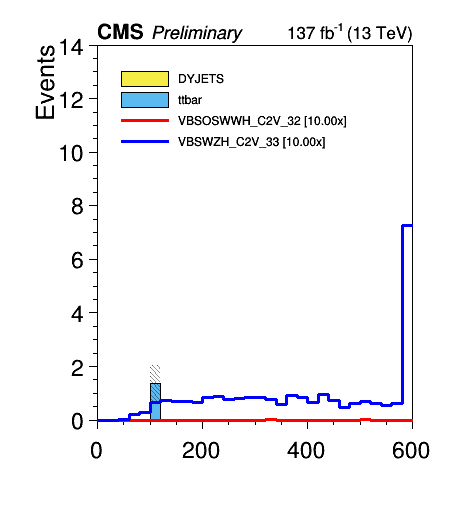 CMS Preliminary 137 fb⁻¹ (13 TeV)
Events
14
12
10
8
6
4
2
0
DYJETS
ttbar
VBSOSWWH_C2V_32 [10.00x]
VBSWZH_C2V_33 [10.00x]
0 200 400 600